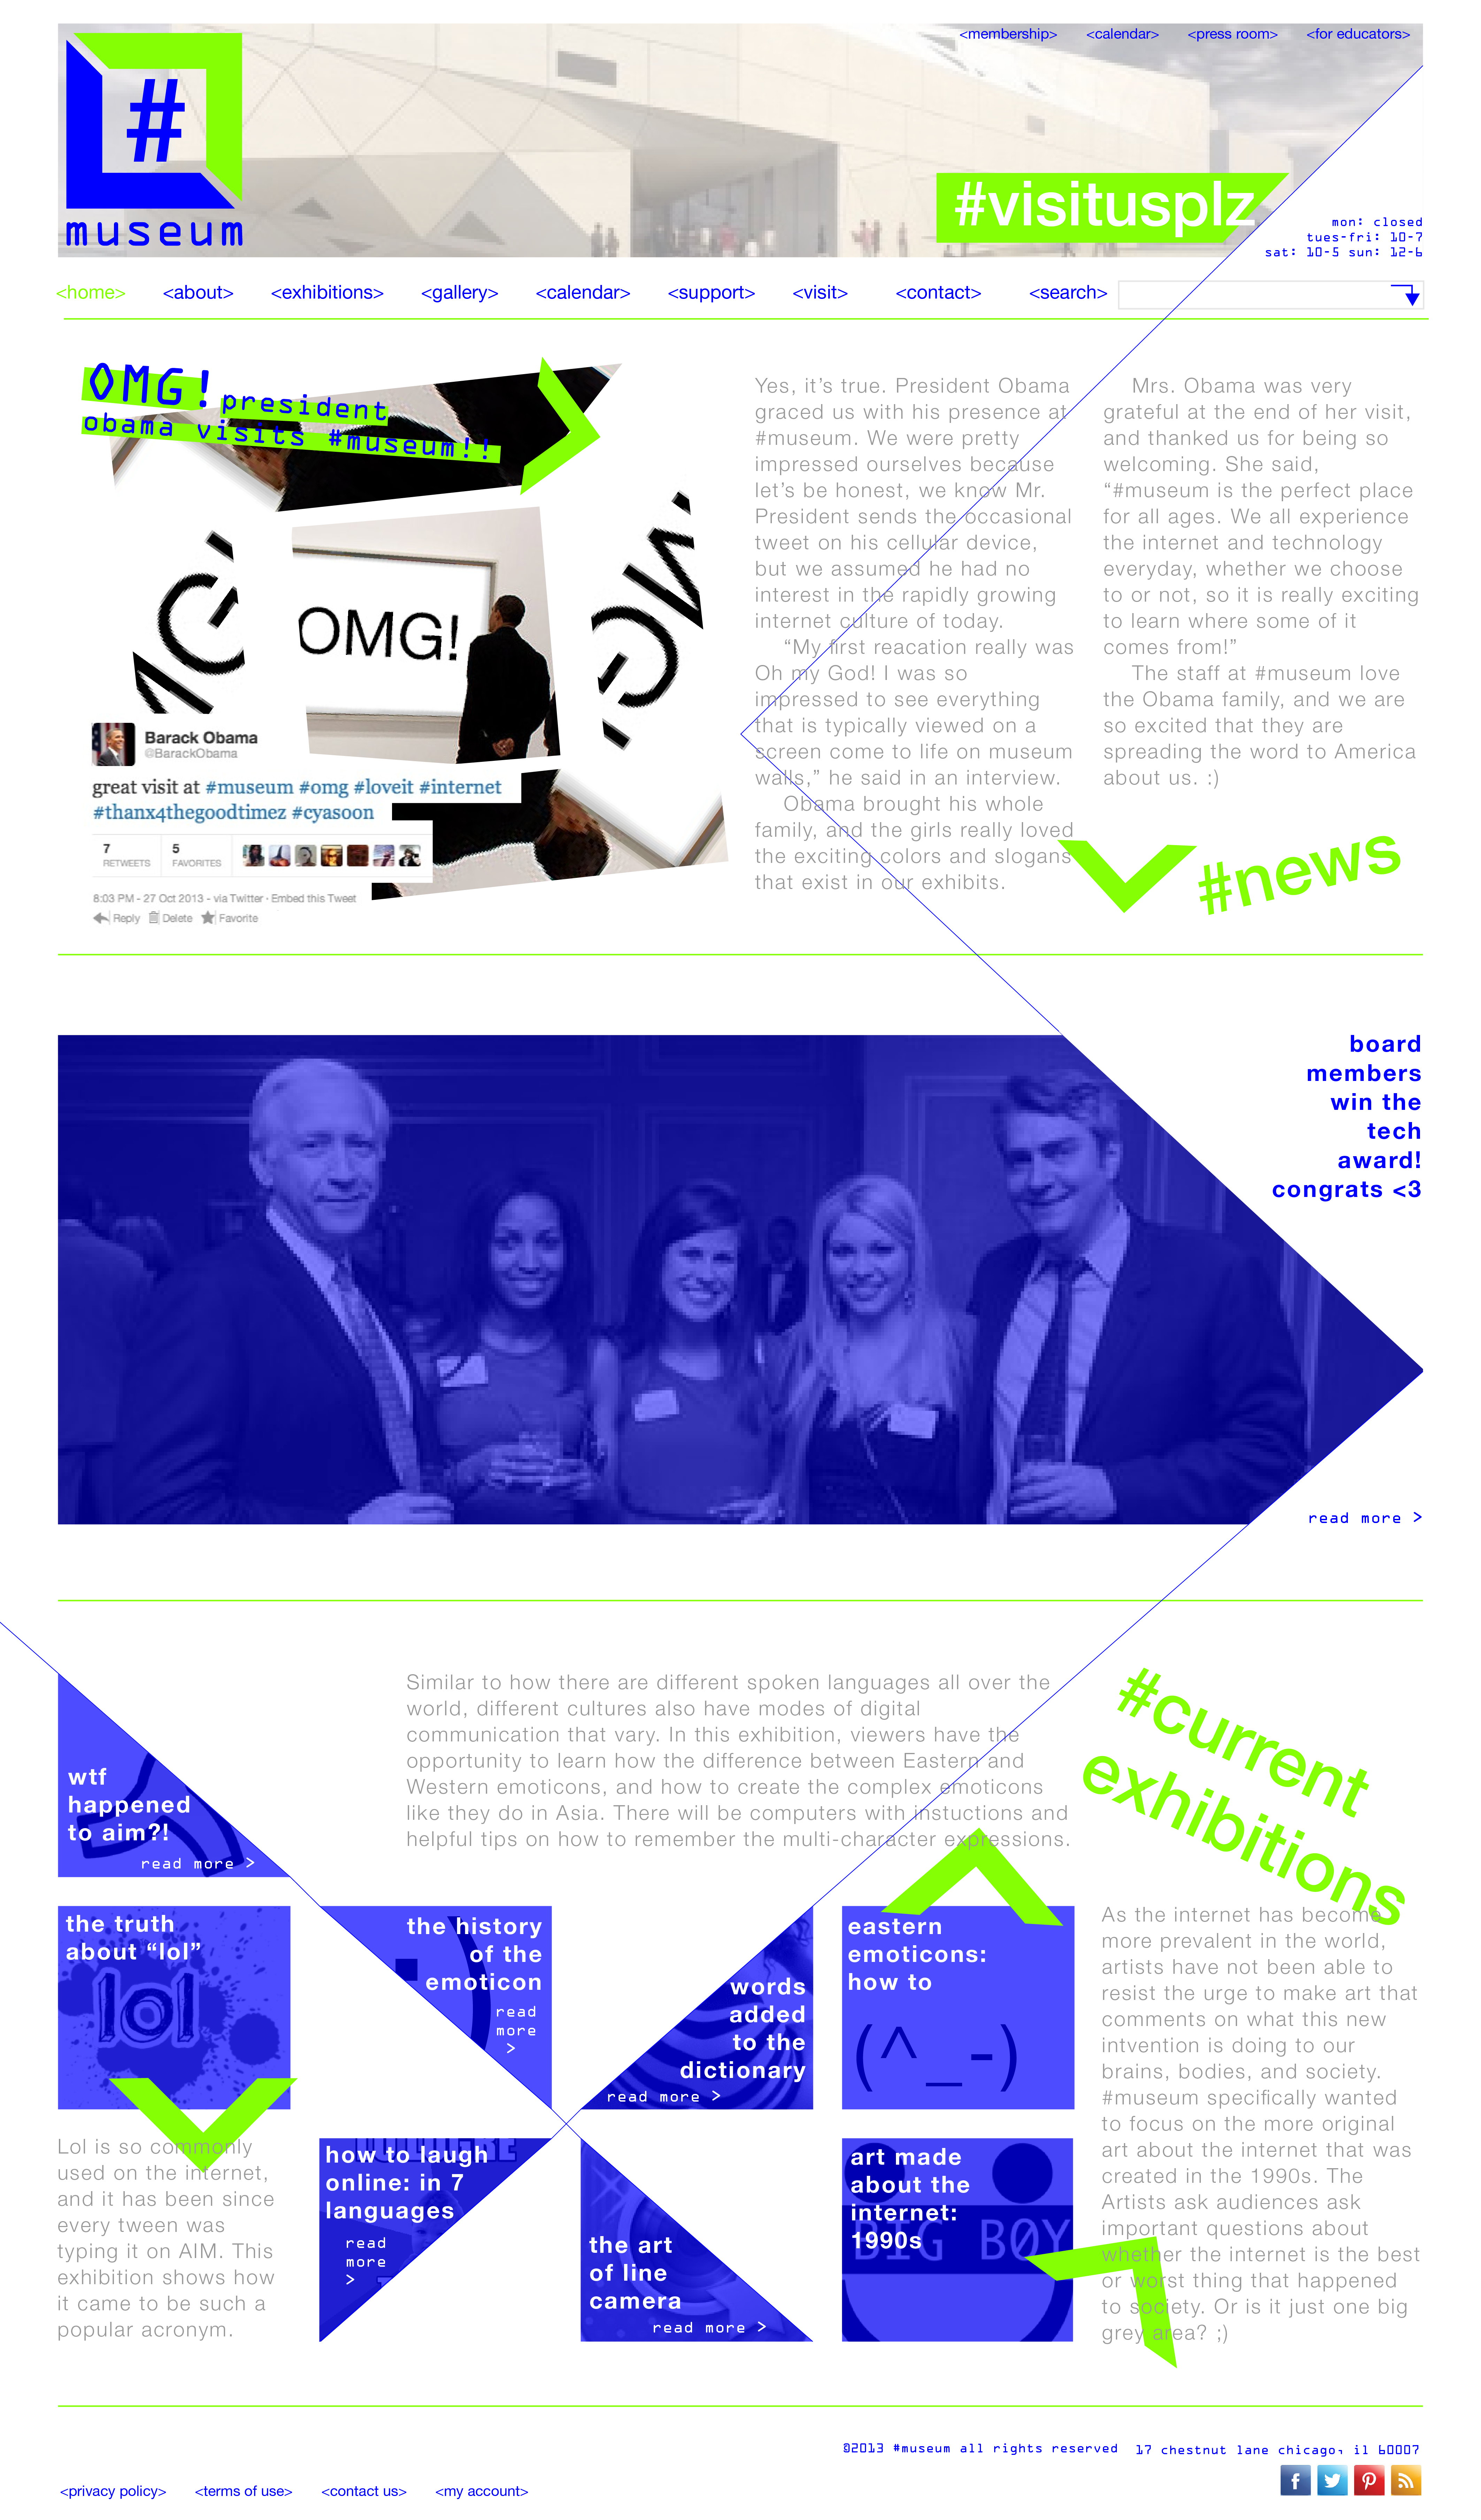 <membership> <calendar> <press room> <for educators>
#
museum
#visitusplz
mon: closed
tues-fri: 10-7
sat: 10-5 sun: 12-6
<home> <about> <exhibitions> <gallery> <calendar> <support> <visit> <contact> <search>
OMG! president
obama visits #museum!!
OMG!
Barack Obama
@BarackObama
great visit at #museum #omg #loveit #internet
#thanx4thegoodtimez #cyasoon
7 5
RETWEETS FAVORITES
8:03 PM - 27 Oct 2013 - via Twitter · Embed this Tweet
Reply Delete Favorite
Yes, it's true. President Obama
graced us with his presence at
#museum. We were pretty
impressed ourselves because
let's be honest, we know Mr.
President sends the occasional
tweet on his cellular device,
but we assumed he had no
interest in the rapidly growing
internet culture of today.
“My first reacation really was
Oh my God! I was so
impressed to see everything
that is typically viewed on a
screen come to life on museum
walls,” he said in an interview.
Obama brought his whole
family, and the girls really loved
the exciting colors and slogans
that exist in our exhibits.
Mrs. Obama was very
grateful at the end of her visit,
and thanked us for being so
welcoming. She said,
“#museum is the perfect place
for all ages. We all experience
the internet and technology
everyday, whether we choose
to or not, so it is really exciting
to learn where some of it
comes from!”
The staff at #museum love
the Obama family, and we are
so excited that they are
spreading the word to America
about us. :)
#news
board
members
win the
tech
award!
congrats <3
read more >
Similar to how there are different spoken languages all over the
world, different cultures also have modes of digital
communication that vary. In this exhibition, viewers have the
opportunity to learn how the difference between Eastern and
Western emoticons, and how to create the complex emoticons
like they do in Asia. There will be computers with instuctions and
helpful tips on how to remember the multi-character expressions.
#current
exhibitions
wtf
happened
to aim?!
read more >
the truth
about “lol”
lol
Lol is so commonly
used on the internet,
and it has been since
every tween was
typing it on AIM. This
exhibition shows how
it came to be such a
popular acronym.
the history
of the
emoticon
read
more
>
words
added
to the
dictionary
read more >
eastern
emoticons:
how to
(^_-)
how to laugh
online: in 7
languages
read
more
>
the art
of line
camera
read more >
art made
about the
internet:
1990s
BIG B0Y
As the internet has become
more prevalent in the world,
artists have not been able to
resist the urge to make art that
comments on what this new
intvention is doing to our
brains, bodies, and society.
#museum specifically wanted
to focus on the more original
art about the internet that was
created in the 1990s. The
Artists ask audiences ask
important questions about
whether the internet is the best
or worst thing that happened
to society. Or is it just one big
grey area? ;)
©2013 #museum all rights reserved 17 chestnut lane chicago, il 60007
<privacy policy> <terms of use> <contact us> <my account>